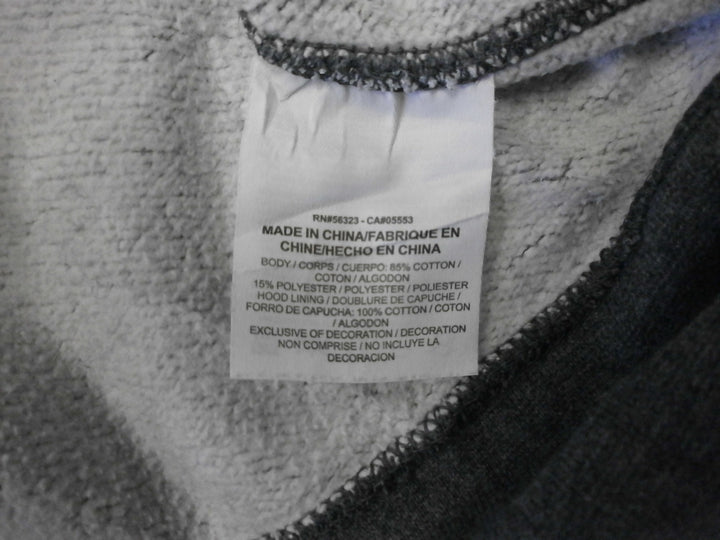 RN#56323 - CA#05553
MADE IN CHINA/FABRIQUE EN
CHINE/HECHO EN CHINA
BODY / CORPS / CUERPO: 85% COTTON /
COTON / ALGODON
15% POLYESTER / POLYESTER / POLIESTER
HOOD LINING / DOUBLURE DE CAPUCHE /
FORRO DE CAPUCHA: 100% COTTON / COTON
/ ALGODON
EXCLUSIVE OF DECORATION / DECORATION
NON COMPRISE / NO INCLUYE LA
DECORACION